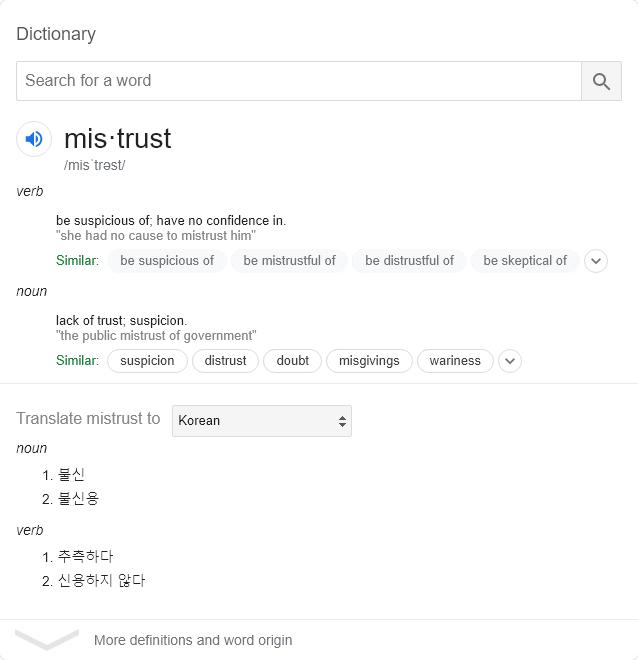 Dictionary
Search for a word
mis·trust
/misˈtrəst/
verb
be suspicious of; have no confidence in.
"she had no cause to mistrust him"
Similar: be suspicious of be mistrustful of be distrustful of be skeptical of
noun
lack of trust; suspicion.
"the public mistrust of government"
Similar: suspicion distrust doubt misgivings wariness
Translate mistrust to Korean
noun
1. 불신
2. 불신용
verb
1. 추측하다
2. 신용하지 않다
More definitions and word origin